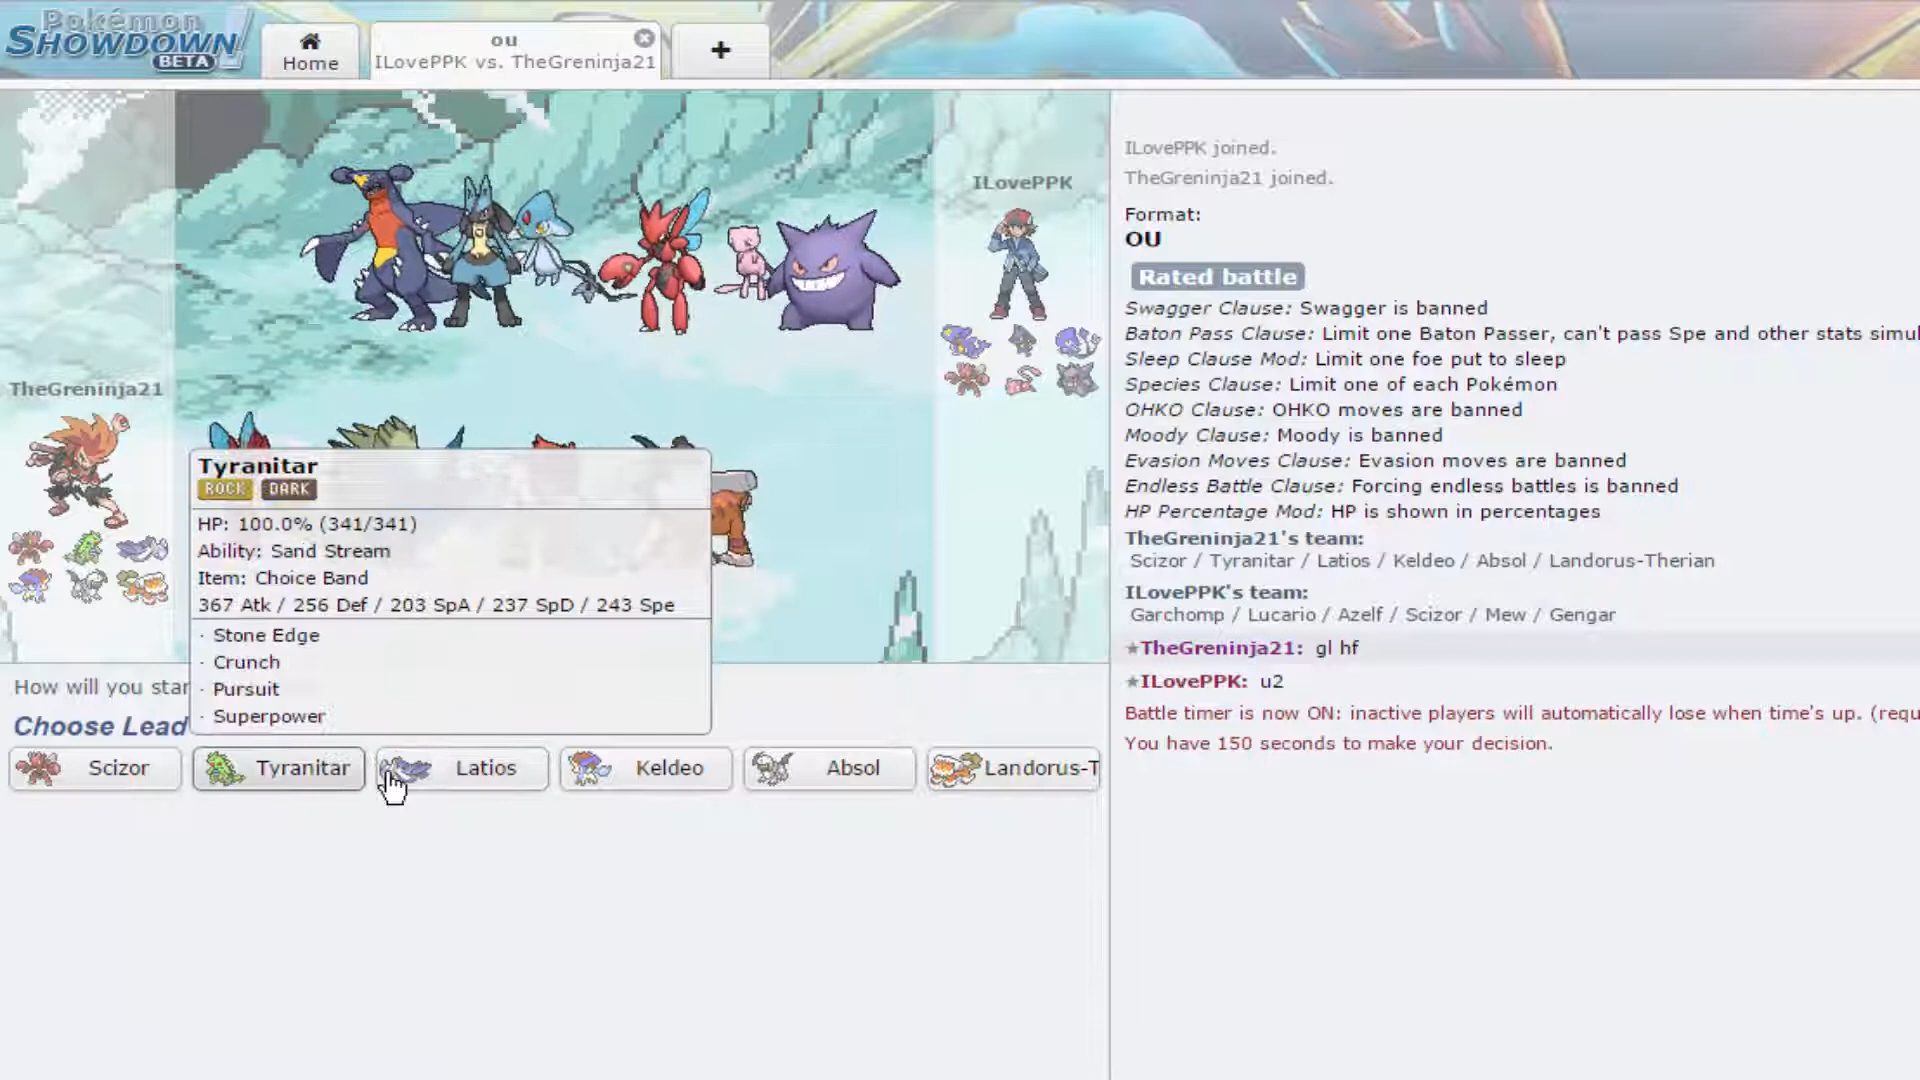 Pokémon
SHOWDOWN!
BETA
Home
ou
ILovePPK vs. TheGreninja21
+
ILovePPK
TheGreninja21
Tyranitar
ROCK DARK
HP: 100.0% (341/341)
Ability: Sand Stream
Item: Choice Band
367 Atk / 256 Def / 203 SpA / 237 SpD / 243 Spe
· Stone Edge
· Crunch
· Pursuit
· Superpower
How will you star
Choose Lead
Scizor
Tyranitar
Latios
Keldeo
Absol
Landorus-T
ILovePPK joined.
TheGreninja21 joined.
Format:
OU
Rated battle
Swagger Clause: Swagger is banned
Baton Pass Clause: Limit one Baton Passer, can't pass Spe and other stats simul
Sleep Clause Mod: Limit one foe put to sleep
Species Clause: Limit one of each Pokémon
OHKO Clause: OHKO moves are banned
Moody Clause: Moody is banned
Evasion Moves Clause: Evasion moves are banned
Endless Battle Clause: Forcing endless battles is banned
HP Percentage Mod: HP is shown in percentages
TheGreninja21's team:
Scizor / Tyranitar / Latios / Keldeo / Absol / Landorus-Therian
ILovePPK's team:
Garchomp / Lucario / Azelf / Scizor / Mew / Gengar
★TheGreninja21: gl hf
★ILovePPK: u2
Battle timer is now ON: inactive players will automatically lose when time's up. (requ
You have 150 seconds to make your decision.